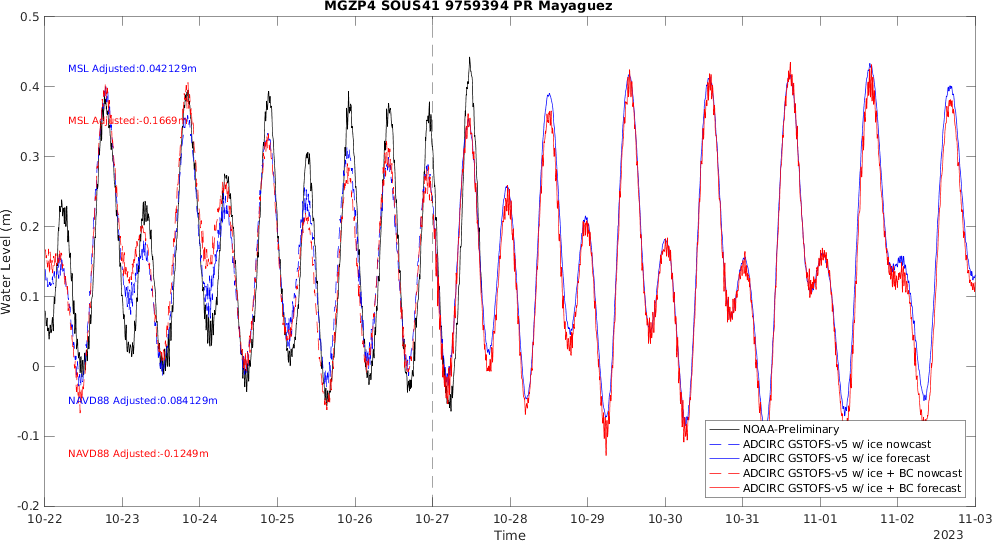 MGZP4 SOUS41 9759394 PR Mayaguez
0.5
0.4
0.3
0.2
0.1
0
-0.1
-0.2
Water Level (m)
MSL Adjusted:0.042129m
MSL Adjusted:-0.1669m
NAVD88 Adjusted:0.084129m
NAVD88 Adjusted:-0.1249m
NOAA-Preliminary
ADCIRC GSTOFS-v5 w/ ice nowcast
ADCIRC GSTOFS-v5 w/ ice forecast
ADCIRC GSTOFS-v5 w/ ice + BC nowcast
ADCIRC GSTOFS-v5 w/ ice + BC forecast
10-22 10-23 10-24 10-25 10-26 10-27 10-28 10-29 10-30 10-31 11-01 11-02 11-03
Time
2023